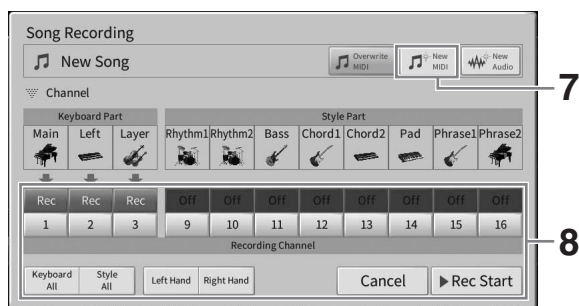 Song Recording
New Song
Overwrite MIDI
New MIDI
New Audio
7
Channel
Keyboard Part
Style Part
Main Left Layer Rhythm1 Rhythm2 Bass Chord1 Chord2 Pad Phrase1 Phrase2
Rec Rec Rec Off Off Off Off Off Off Off Off
1 2 3 9 10 11 12 13 14 15 16
Recording Channel
8
Keyboard All
Style All
Left Hand
Right Hand
Cancel
Rec Start